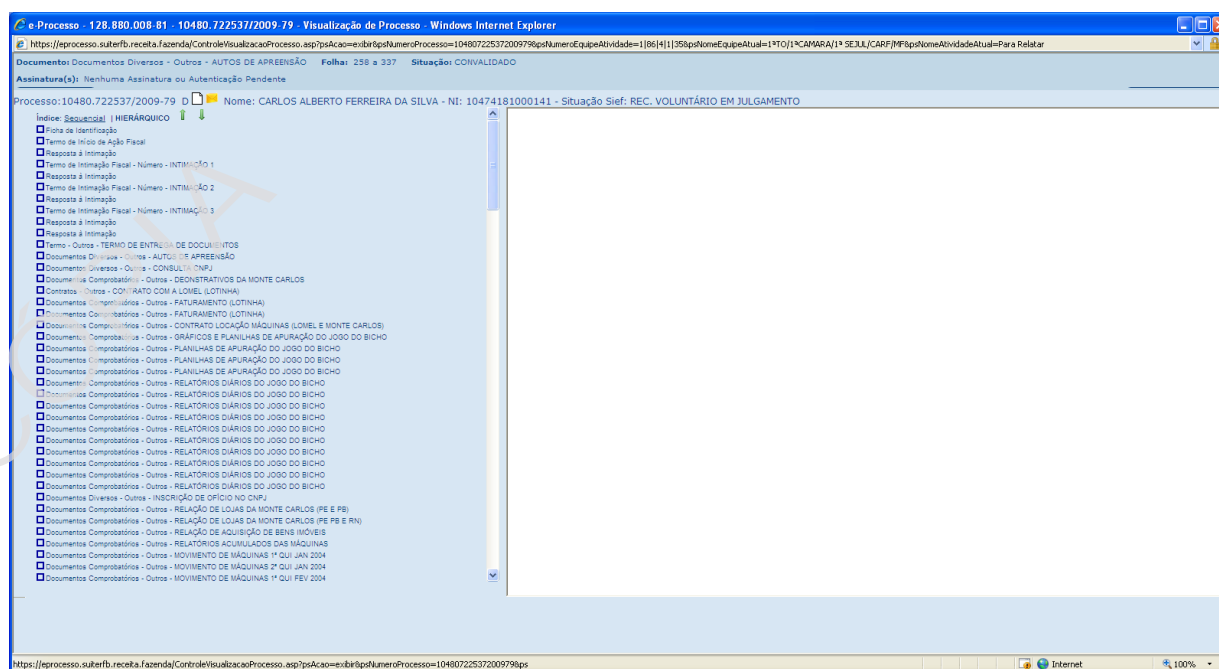 e-Processo - 128.880.008-81 - 10480.722537/2009-79 - Visualização de Processo - Windows Internet Explorer
https://eprocesso.suiterfb.receita.fazenda/ControleVisualizacaoProcesso.asp?psAcao=exibir&psNumeroProcesso=10480722537200979&psNumeroEquipeAtividade=1|86|4|1|35&psNomeEquipeAtual=1ªTO/1ªCAMARA/1ª SEJUL/CARF/MF&psNomeAtividadeAtual=Para Relatar
Documento: Documentos Diversos - Outros - AUTOS DE APREENSÃO Folha: 258 a 337 Situação: CONVALIDADO
Assinatura(s): Nenhuma Assinatura ou Autenticação Pendente
Processo:10480.722537/2009-79 D Nome: CARLOS ALBERTO FERREIRA DA SILVA - NI: 10474181000141 - Situação Sief: REC. VOLUNTÁRIO EM JULGAMENTO
Índice: Sequencial | HIERÁRQUICO
Ficha de Identificação
Termo de Início de Ação Fiscal
Resposta à Intimação
Termo de Intimação Fiscal - Número - INTIMAÇÃO 1
Resposta à Intimação
Termo de Intimação Fiscal - Número - INTIMAÇÃO 2
Resposta à Intimação
Termo de Intimação Fiscal - Número - INTIMAÇÃO 3
Resposta à Intimação
Resposta à Intimação
Termo - Outros - TERMO DE ENTREGA DE DOCUMENTOS
Documentos Diversos - Outros - AUTOS DE APREENSÃO
Documentos Diversos - Outros - CONSULTA CNPJ
Documentos Comprobatórios - Outros - DEONSTRATIVOS DA MONTE CARLOS
Contratos - Outros - CONTRATO COM A LOMEL (LOTINHA)
Documentos Comprobatórios - Outros - FATURAMENTO (LOTINHA)
Documentos Comprobatórios - Outros - FATURAMENTO (LOTINHA)
Documentos Comprobatórios - Outros - CONTRATO LOCAÇÃO MÁQUINAS (LOMEL E MONTE CARLOS)
Documentos Comprobatórios - Outros - GRÁFICOS E PLANILHAS DE APURAÇÃO DO JOGO DO BICHO
Documentos Comprobatórios - Outros - PLANILHAS DE APURAÇÃO DO JOGO DO BICHO
Documentos Comprobatórios - Outros - PLANILHAS DE APURAÇÃO DO JOGO DO BICHO
Documentos Comprobatórios - Outros - PLANILHAS DE APURAÇÃO DO JOGO DO BICHO
Documentos Comprobatórios - Outros - RELATÓRIOS DIÁRIOS DO JOGO DO BICHO
Documentos Comprobatórios - Outros - RELATÓRIOS DIÁRIOS DO JOGO DO BICHO
Documentos Comprobatórios - Outros - RELATÓRIOS DIÁRIOS DO JOGO DO BICHO
Documentos Comprobatórios - Outros - RELATÓRIOS DIÁRIOS DO JOGO DO BICHO
Documentos Comprobatórios - Outros - RELATÓRIOS DIÁRIOS DO JOGO DO BICHO
Documentos Comprobatórios - Outros - RELATÓRIOS DIÁRIOS DO JOGO DO BICHO
Documentos Comprobatórios - Outros - RELATÓRIOS DIÁRIOS DO JOGO DO BICHO
Documentos Comprobatórios - Outros - RELATÓRIOS DIÁRIOS DO JOGO DO BICHO
Documentos Comprobatórios - Outros - RELATÓRIOS DIÁRIOS DO JOGO DO BICHO
Documentos Comprobatórios - Outros - RELATÓRIOS DIÁRIOS DO JOGO DO BICHO
Documentos Diversos - Outros - INSCRIÇÃO DE OFÍCIO NO CNPJ
Documentos Comprobatórios - Outros - RELAÇÃO DE LOJAS DA MONTE CARLOS (PE E PB)
Documentos Comprobatórios - Outros - RELAÇÃO DE LOJAS DA MONTE CARLOS (PE PB E RN)
Documentos Comprobatórios - Outros - RELAÇÃO DE AQUISIÇÃO DE BENS IMÓVEIS
Documentos Comprobatórios - Outros - RELATÓRIOS ACUMULADOS DAS MÁQUINAS
Documentos Comprobatórios - Outros - MOVIMENTO DE MÁQUINAS 1ª QUI JAN 2004
Documentos Comprobatórios - Outros - MOVIMENTO DE MÁQUINAS 2ª QUI JAN 2004
Documentos Comprobatórios - Outros - MOVIMENTO DE MÁQUINAS 1ª QUI FEV 2004
https://eprocesso.suiterfb.receita.fazenda/ControleVisualizacaoProcesso.asp?psAcao=exibir&psNumeroProcesso=10480722537200979&ps
Internet
100%